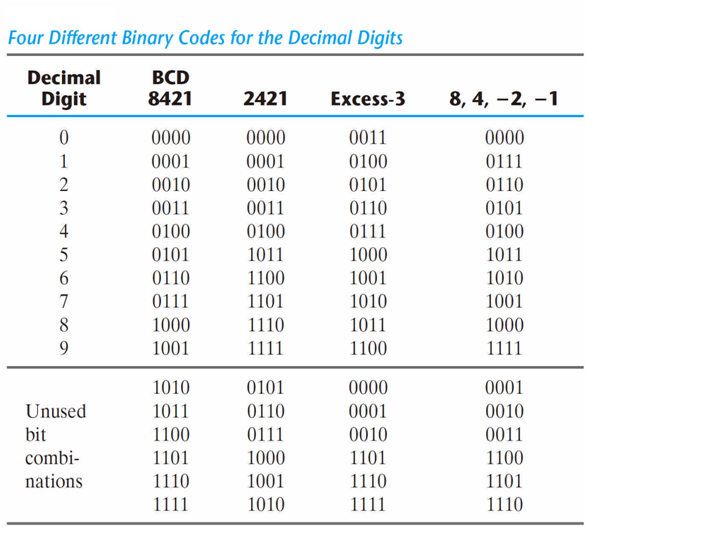 Four Different Binary Codes for the Decimal Digits
Decimal BCD
Digit 8421 2421 Excess-3 8, 4, −2, −1
0 0000 0000 0011 0000
1 0001 0001 0100 0111
2 0010 0010 0101 0110
3 0011 0011 0110 0101
4 0100 0100 0111 0100
5 0101 1011 1000 1011
6 0110 1100 1001 1010
7 0111 1101 1010 1001
8 1000 1110 1011 1000
9 1001 1111 1100 1111
1010 0101 0000 0001
Unused 1011 0110 0001 0010
bit 1100 0111 0010 0011
combi- 1101 1000 1101 1100
nations 1110 1001 1110 1101
1111 1010 1111 1110